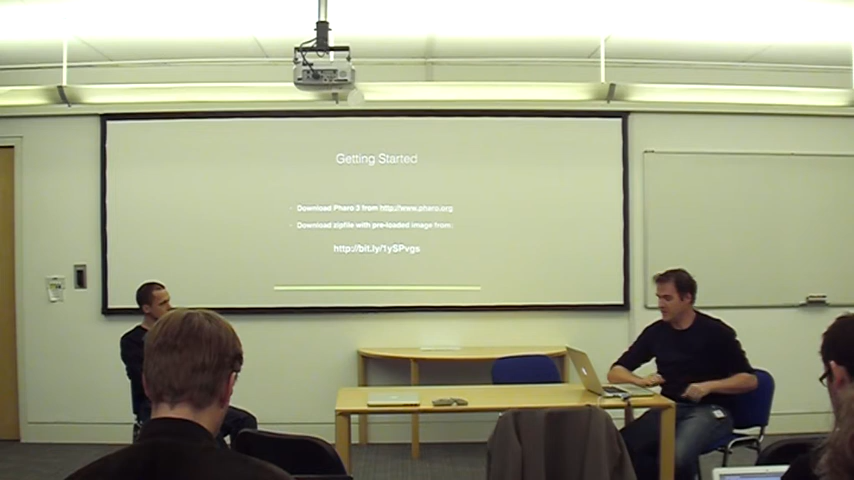 Getting Started
· Download Pharo 3 from http://www.pharo.org
· Download zipfile with pre-loaded image from:
http://bit.ly/1ySPvgs